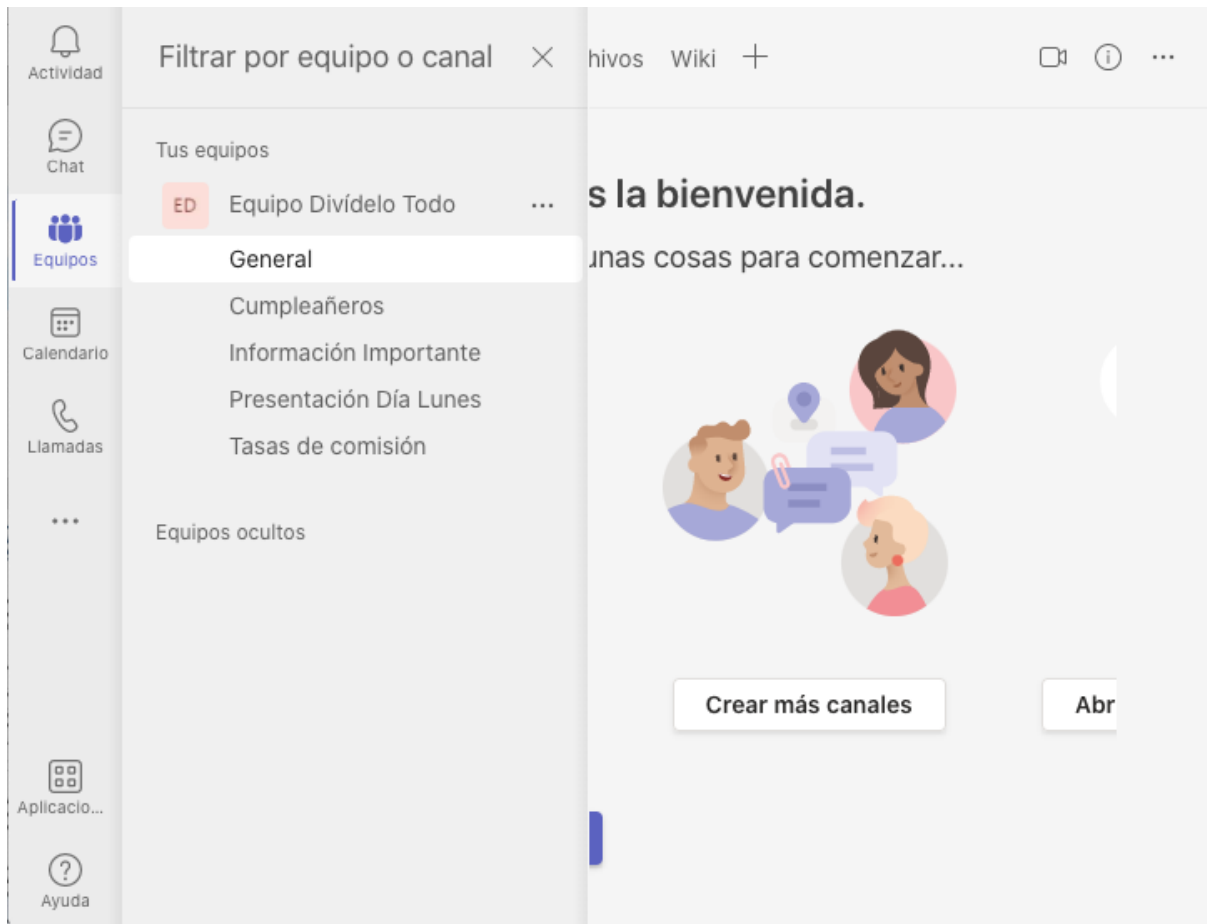 Actividad
Chat
Equipos
Calendario
Llamadas
...
Aplicacio...
Ayuda
Filtrar por equipo o canal
Tus equipos
ED Equipo Divídelo Todo ...
General
Cumpleañeros
Información Importante
Presentación Día Lunes
Tasas de comisión
Equipos ocultos
hivos Wiki
s la bienvenida.
unas cosas para comenzar...
Crear más canales
Abr